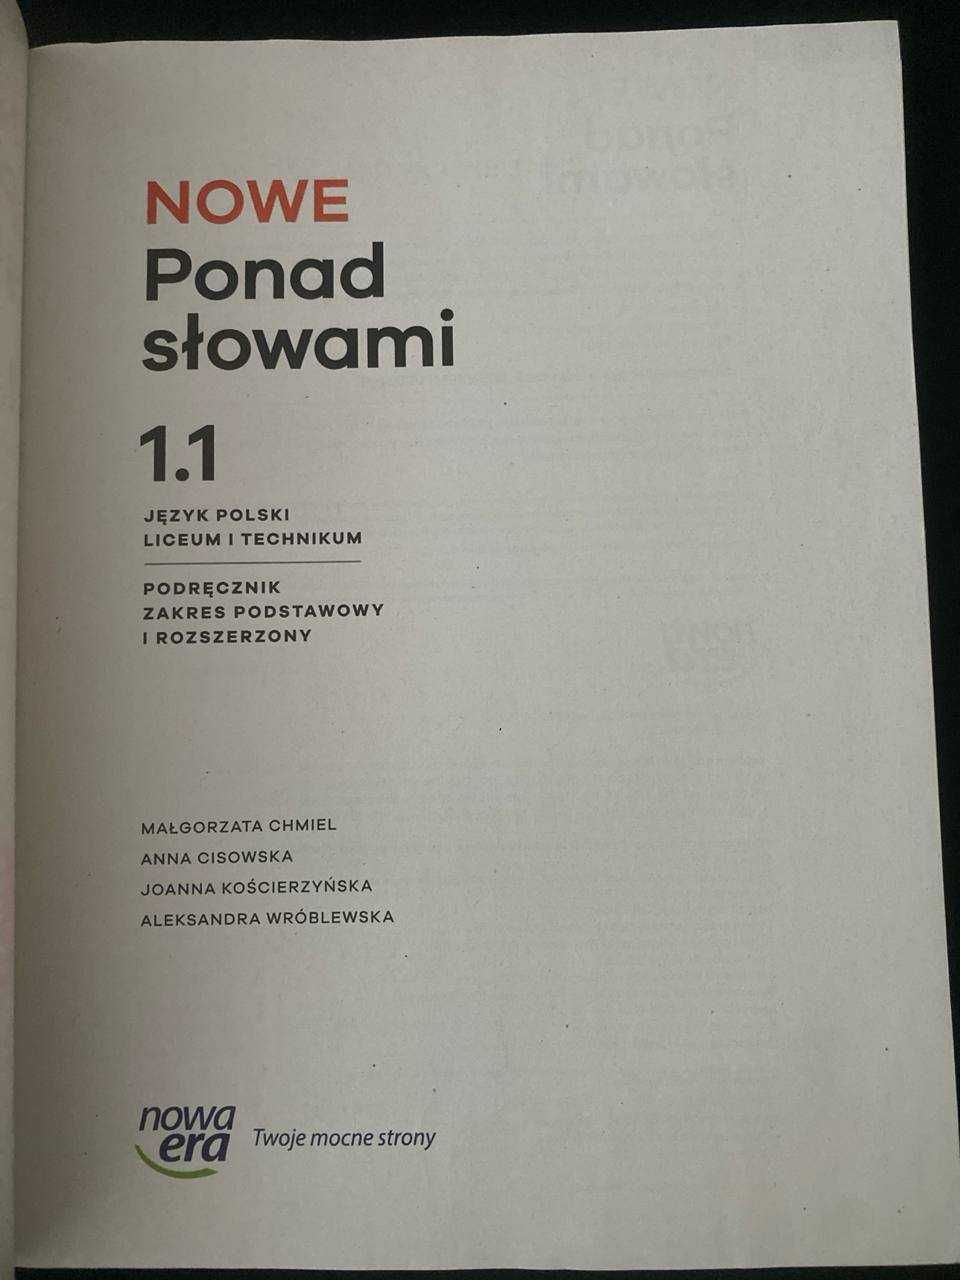 NOWE
Ponad
słowami
1.1
JĘZYK POLSKI
LICEUM I TECHNIKUM
PODRĘCZNIK
ZAKRES PODSTAWOWY
I ROZSZERZONY
MAŁGORZATA CHMIEL
ANNA CISOWSKA
JOANNA KOŚCIERZYŃSKA
ALEKSANDRA WRÓBLEWSKA
nowa
era
Twoje mocne strony